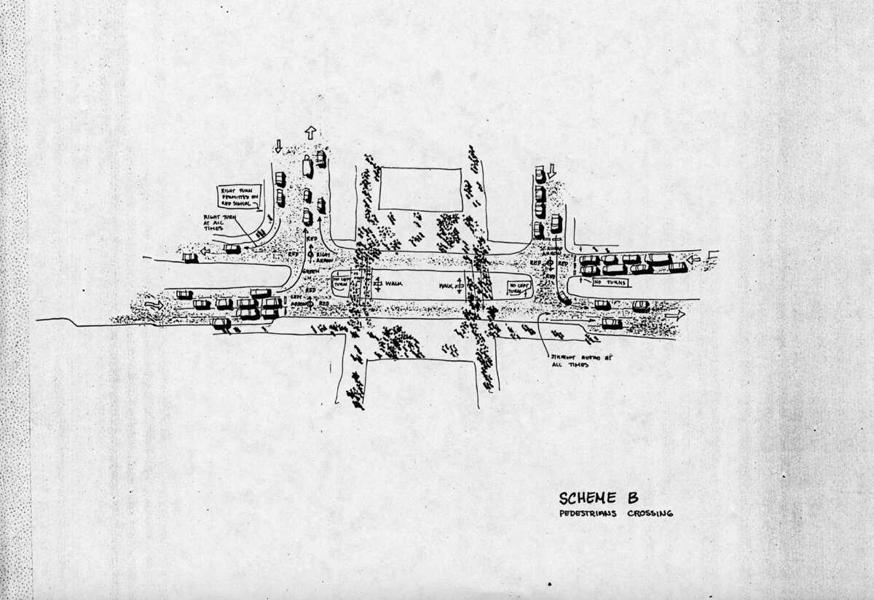 RIGHT TURN
PERMITTED ON
RED SIGNAL
RIGHT TURN
AT ALL
TIMES
RED
RED
RIGHT
ARROW
GREEN
RED
LEFT
ARROW
RED
NO LEFT
TURN
WALK
WALK
NO LEFT
TURN
RED
RED
NO TURNS
STRAIGHT AHEAD AT
ALL TIMES
SCHEME B
PEDESTRIANS CROSSING